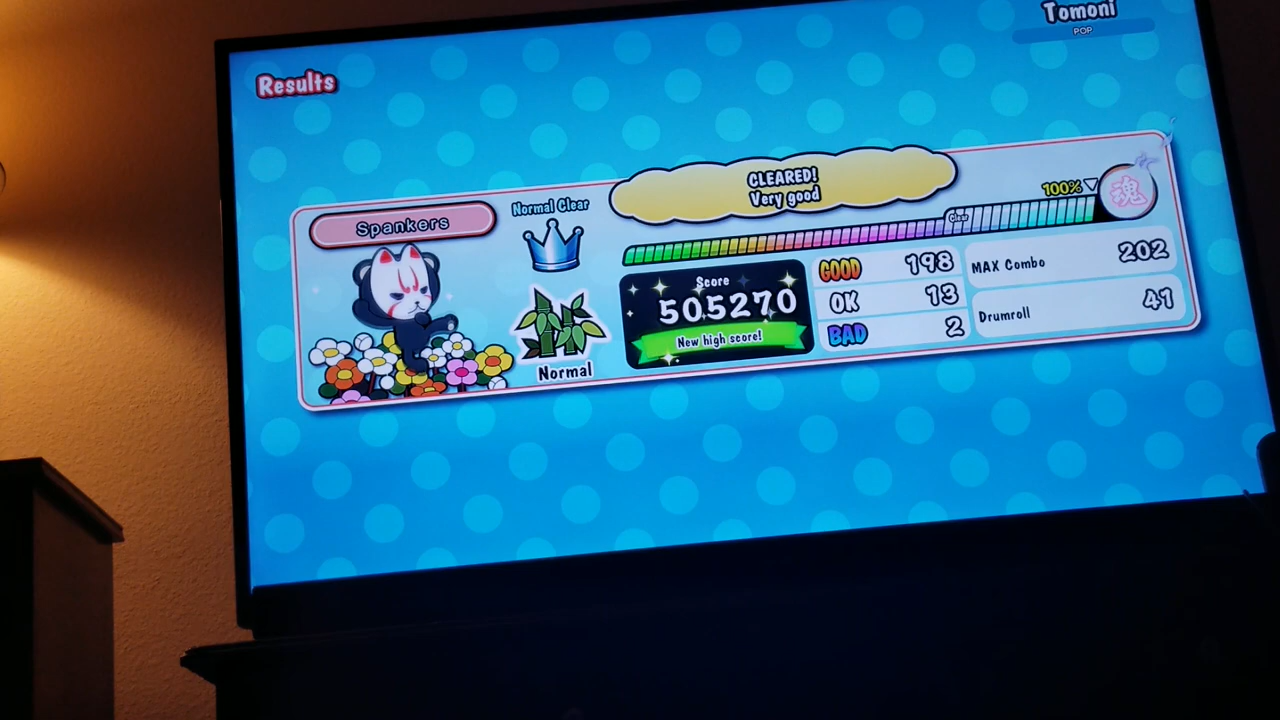 Tomoni
POP
Results
Spankers
Normal Clear
Normal
CLEARED!
Very good
100%
Clear
魂
Score
505270
New high score!
GOOD 198
OK 13
BAD 2
MAX Combo 202
Drumroll 41